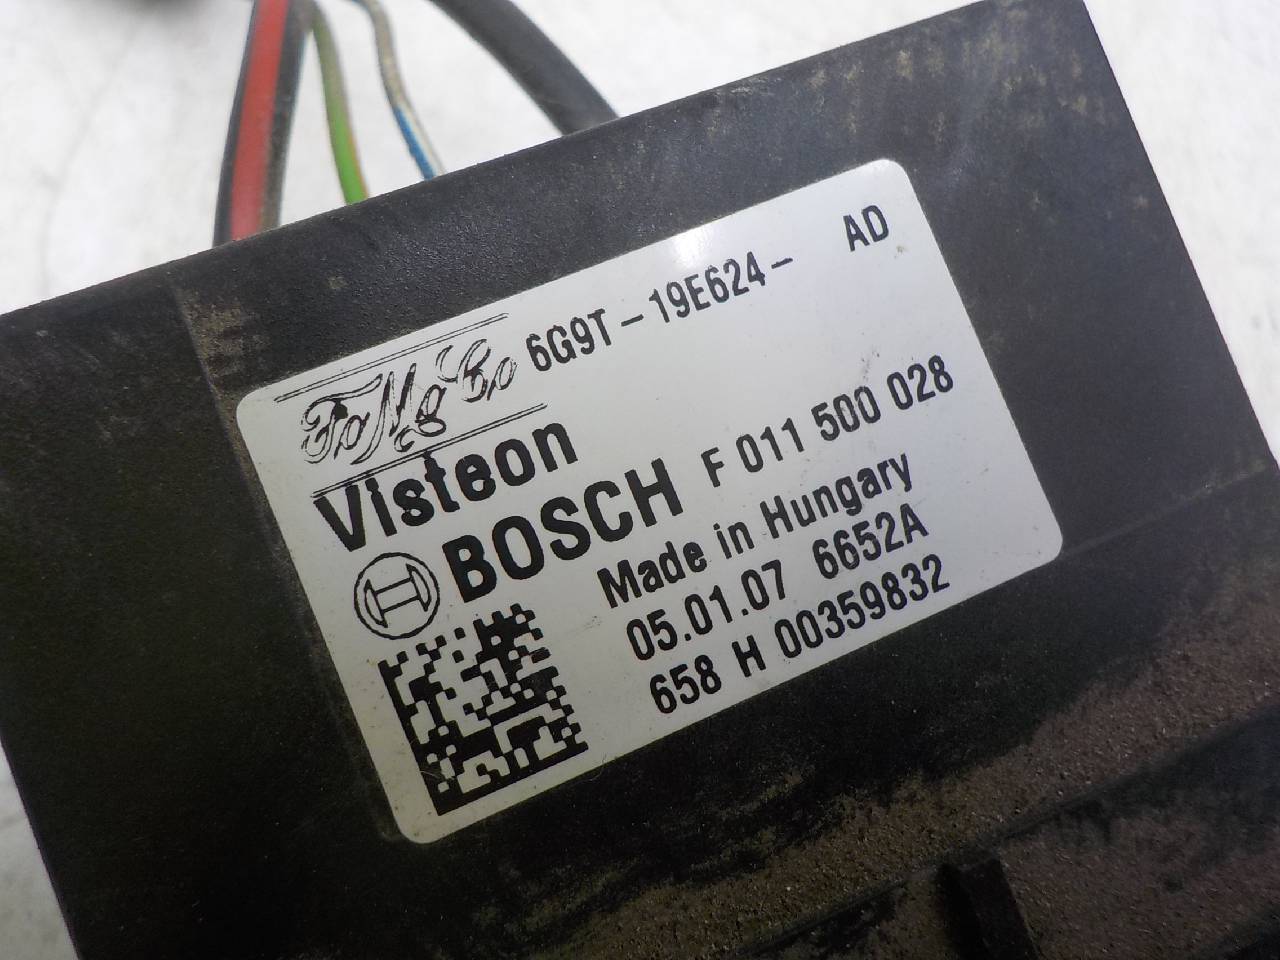 FoMoCo 6G9T - 19E624 - AD
Visteon
BOSCH F 011 500 028
Made in Hungary
05.01.07 6652A
658 H 00359832